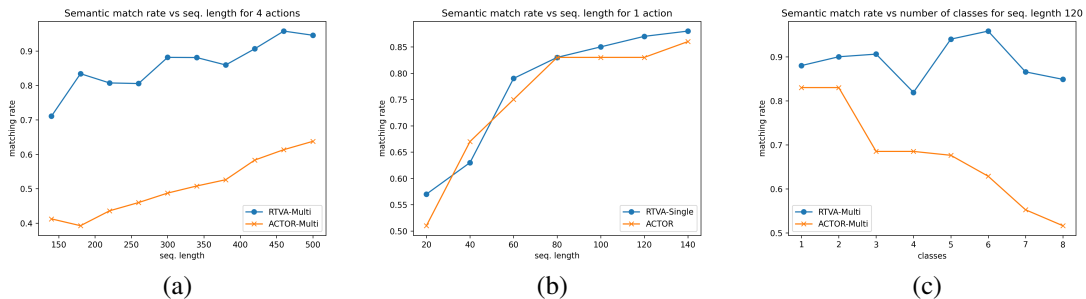 Semantic match rate vs seq. length for 4 actions
matching rate
0.9
0.8
0.7
0.6
0.5
0.4
150 200 250 300 350 400 450 500
seq. length
RTVA-Multi
ACTOR-Multi
(a)
Semantic match rate vs seq. length for 1 action
matching rate
0.85
0.80
0.75
0.70
0.65
0.60
0.55
0.50
20 40 60 80 100 120 140
seq. length
RTVA-Single
ACTOR
(b)
Semantic match rate vs number of classes for seq. legnth 120
matching rate
0.9
0.8
0.7
0.6
0.5
1 2 3 4 5 6 7 8
classes
RTVA-Multi
ACTOR-Multi
(c)